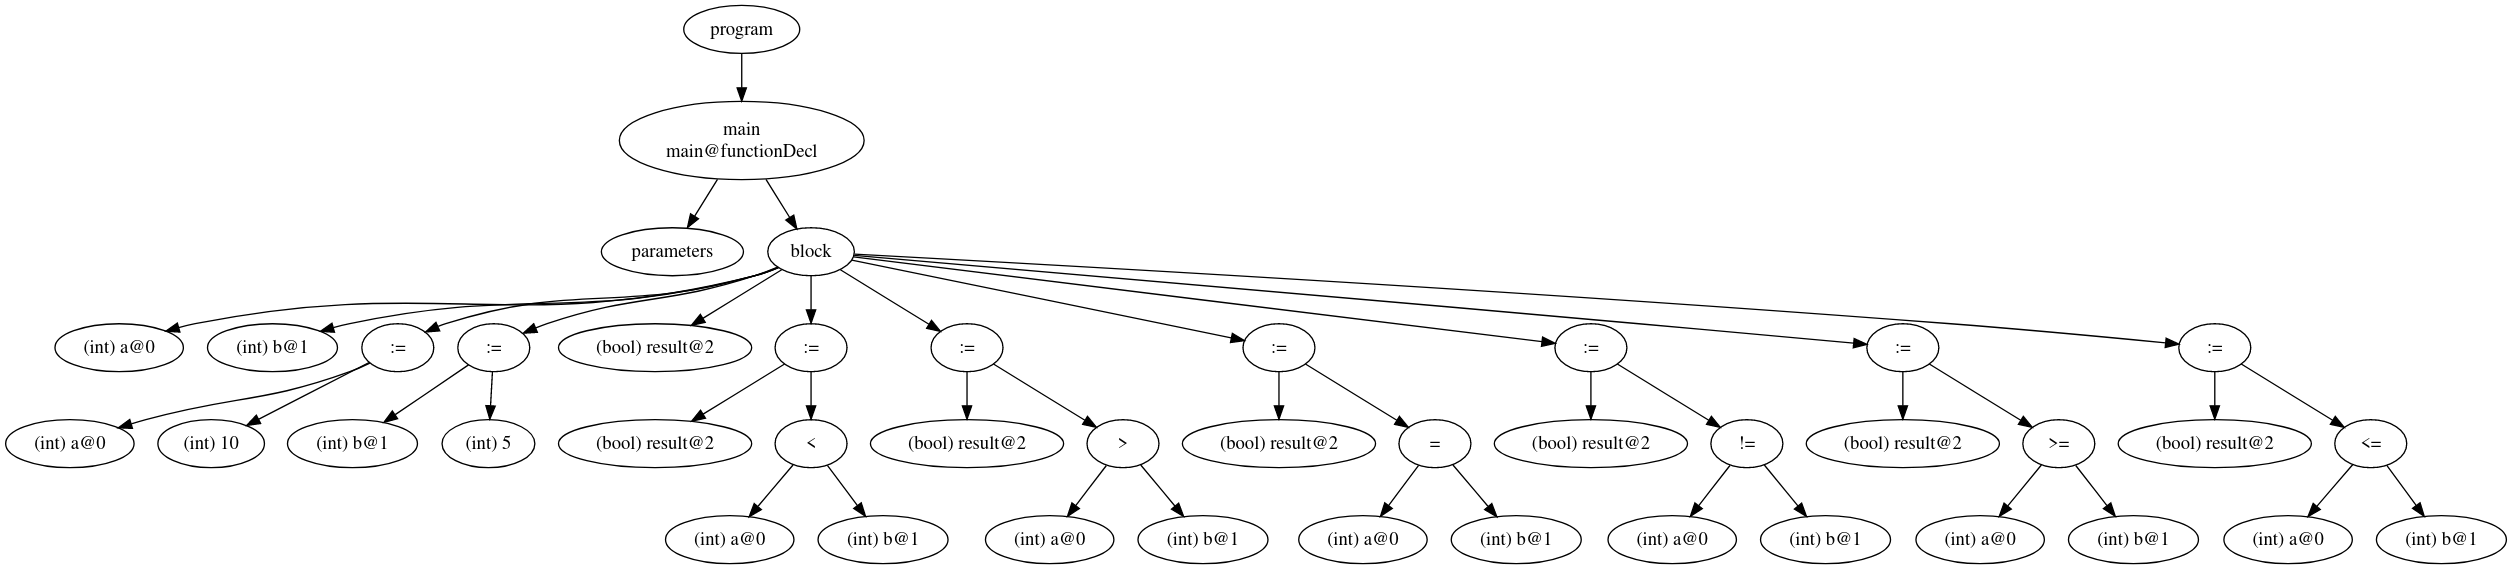 program
main
main@functionDecl
parameters
block
(int) a@0
(int) b@1
:=
:=
(bool) result@2
:=
:=
:=
:=
:=
:=
(int) a@0
(int) 10
(int) b@1
(int) 5
(bool) result@2
<
(bool) result@2
>
(bool) result@2
=
(bool) result@2
!=
(bool) result@2
>=
(bool) result@2
<=
(int) a@0
(int) b@1
(int) a@0
(int) b@1
(int) a@0
(int) b@1
(int) a@0
(int) b@1
(int) a@0
(int) b@1
(int) a@0
(int) b@1